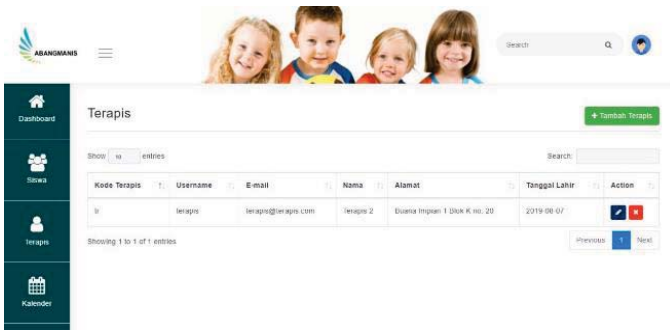 ABANGMANIS
Search
Dashboard
Terapis
+ Tambah Terapis
Siswa
Show 10 entries
Search:
Kode Terapis Username E-mail Nama Alamat Tanggal Lahir Action
terapis terapis@terapis.com Terapis 2 Duana Impian 1 Blok K no. 20 2019-06-07
Terapis
Showing 1 to 1 of 1 entries
Previous 1 Next
Kalender